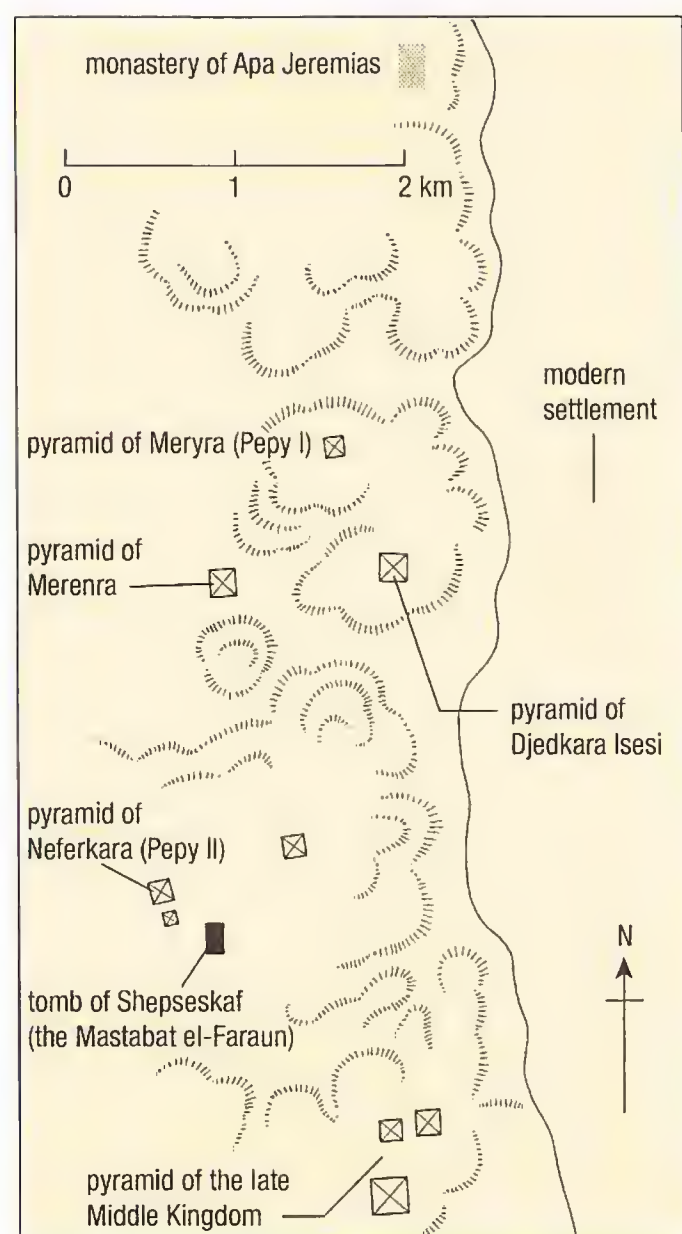 monastery of Apa Jeremias
0 1 2 km
modern
settlement
pyramid of Meryra (Pepy I)
pyramid of
Merenra
pyramid of
Djedkara Isesi
pyramid of
Neferkara (Pepy II)
N
tomb of Shepseskaf
(the Mastabat el-Faraun)
pyramid of the late
Middle Kingdom